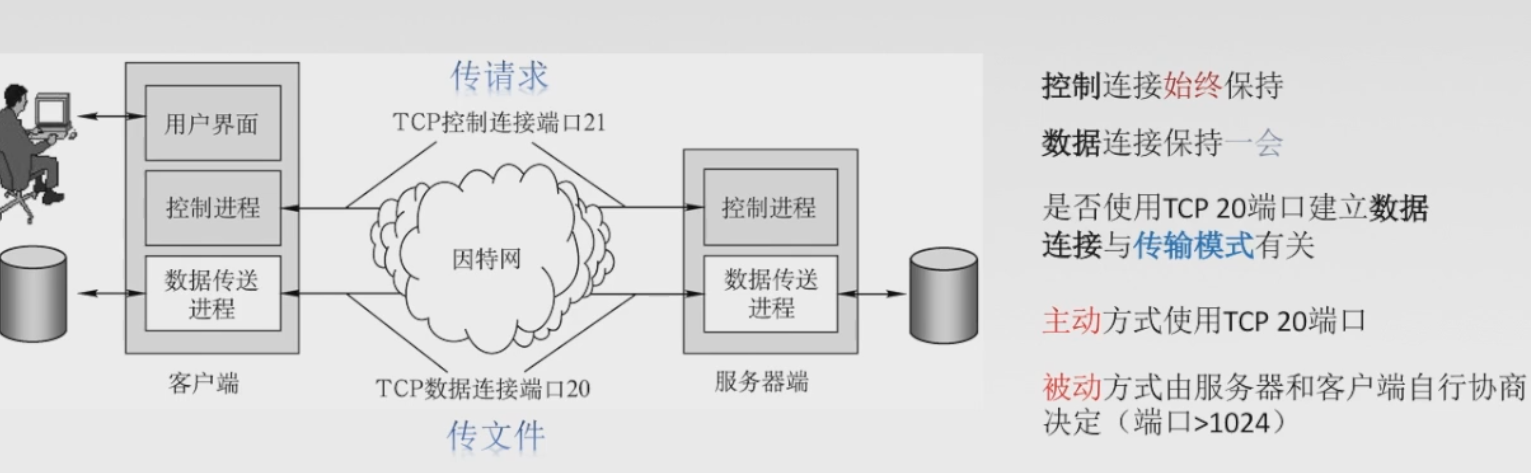 传请求
TCP控制连接端口21
用户界面
控制进程
数据传送
进程
客户端
因特网
控制进程
数据传送
进程
服务器端
TCP数据连接端口20
传文件
控制连接始终保持
数据连接保持一会
是否使用TCP 20端口建立数据
连接与传输模式有关
主动方式使用TCP 20端口
被动方式由服务器和客户端自行协商
决定（端口>1024）